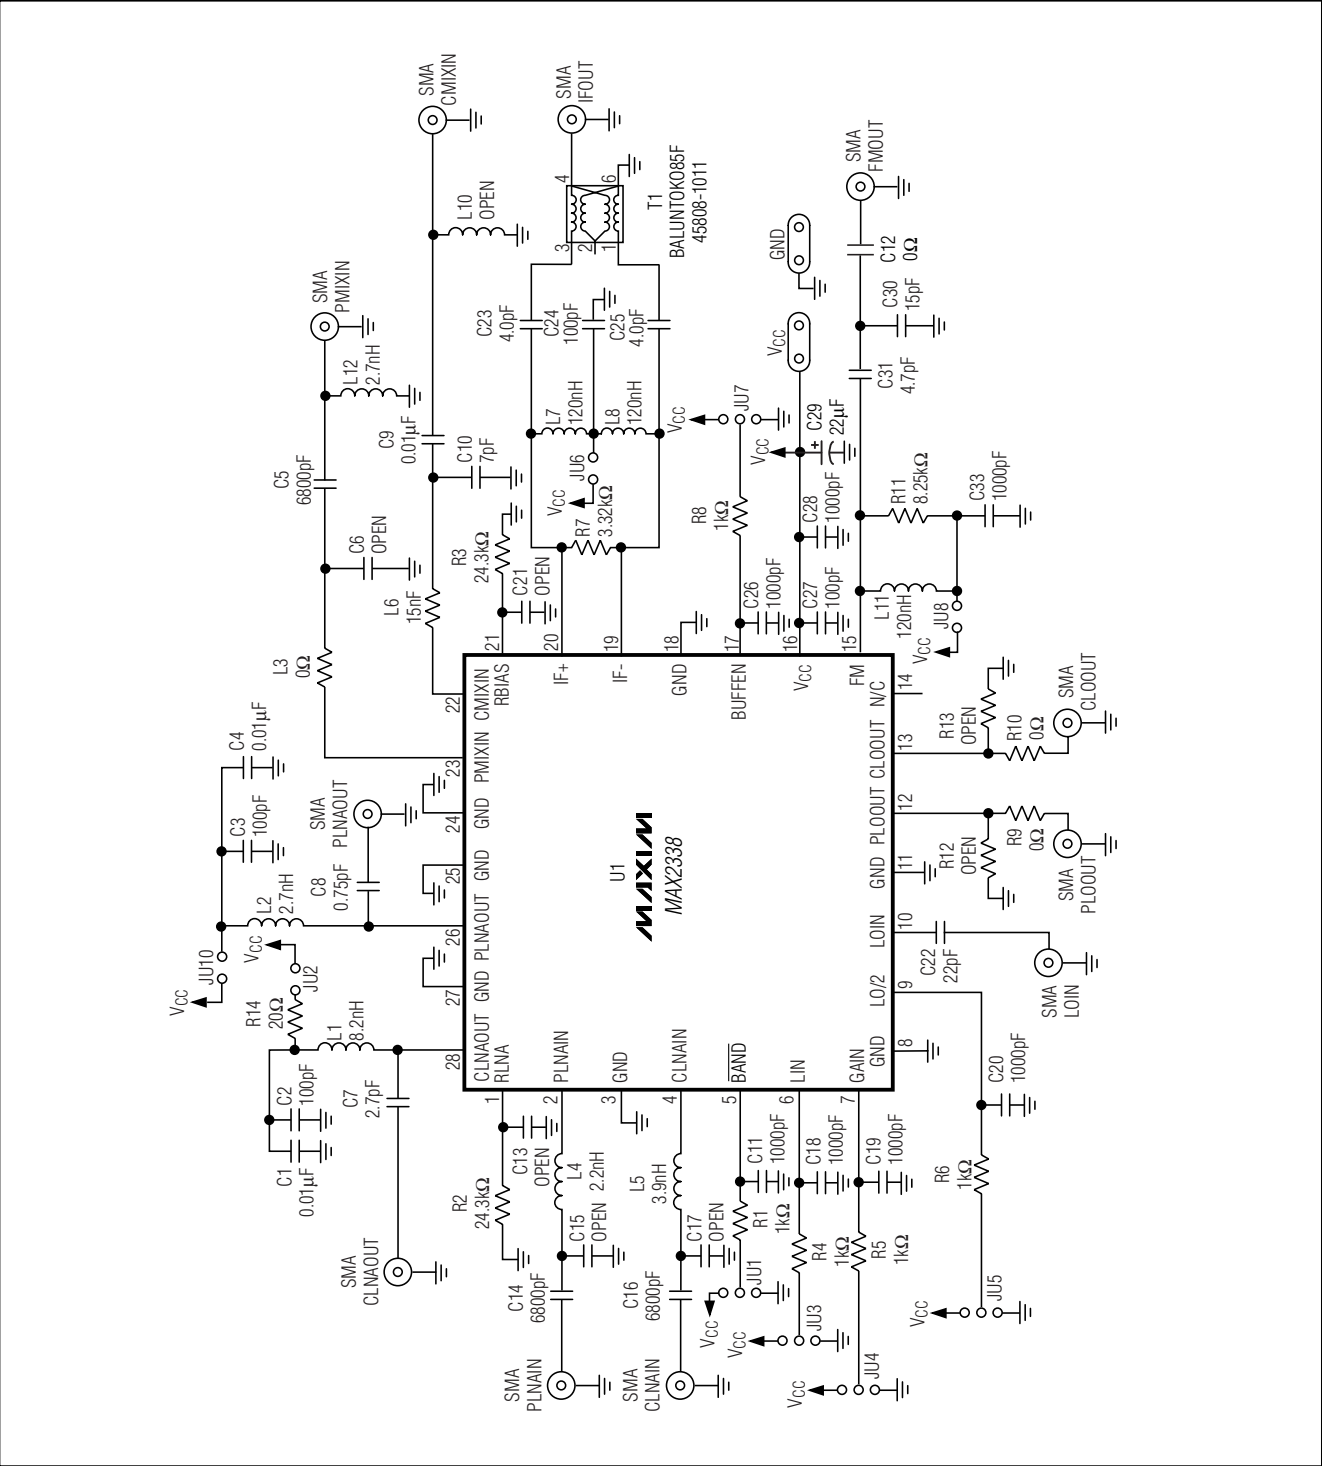 SMA
CMIXIN
SMA
IFOUT
SMA
PMIXIN
L10
OPEN
4
6
3
2
1
T1
BALUNTOKO85F
45808-1011
SMA
FMOUT
L12
2.7nH
C5
6800pF
C9
0.01µF
C10
7pF
C6
OPEN
L6
15nF
L3
0Ω
C23
4.0pF
C24
100pF
C25
4.0pF
L7
120nH
L8
120nH
JU6
VCC
R7
3.32kΩ
R3
24.3kΩ
C21
OPEN
VCC
JU7
R8
1kΩ
C26
1000pF
GND
VCC
VCC
C29
+
22µF
C28
1000pF
C27
100pF
C12
0Ω
C30
15pF
C31
4.7pF
R11
8.25kΩ
C33
1000pF
L11
120nH
JU8
VCC
C4
0.01µF
C3
100pF
SMA
PLNAOUT
L2
2.7nH
C8
0.75pF
VCC
JU10
VCC
JU2
R14
20Ω
L1
8.2nH
C2
100pF
C1
0.01µF
C7
2.7pF
SMA
CLNAOUT
21
20
19
18
17
16
15
RBIAS
IF+
IF-
GND
BUFFEN
VCC
FM
22
23
24
25
26
27
28
CMIXIN
PMIXIN
GND
GND
PLNAOUT
GND
CLNAOUT
U1
MAXIM
MAX2338
N/C
CLOOUT
PLOOUT
GND
LOIN
LO/2
GND
14
13
12
11
10
9
8
RLNA
PLNAIN
GND
CLNAIN
BAND
LIN
GAIN
1
2
3
4
5
6
7
R13
OPEN
R10
0Ω
SMA
CLOOUT
R12
OPEN
R9
0Ω
SMA
PLOOUT
C22
22pF
SMA
LOIN
C20
1000pF
R6
1kΩ
VCC
JU5
R2
24.3kΩ
C13
OPEN
L4
2.2nH
C15
OPEN
C14
6800pF
SMA
PLNAIN
L5
3.9nH
C17
OPEN
C16
6800pF
SMA
CLNAIN
C11
1000pF
R1
1kΩ
JU1
VCC
C18
1000pF
R4
1kΩ
VCC
JU3
C19
1000pF
R5
1kΩ
VCC
JU4